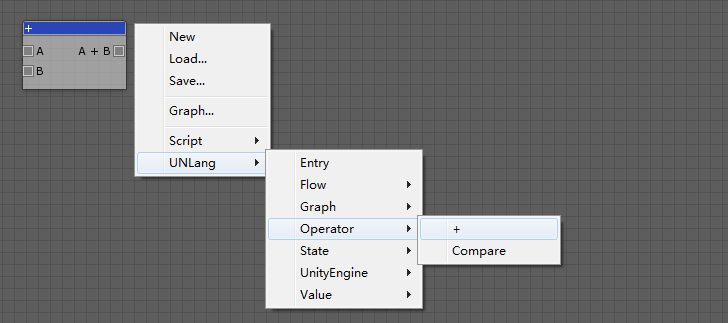 +
A A + B
B
New
Load...
Save...
Graph...
Script
UNLang
Entry
Flow
Graph
Operator
State
UnityEngine
Value
+
Compare